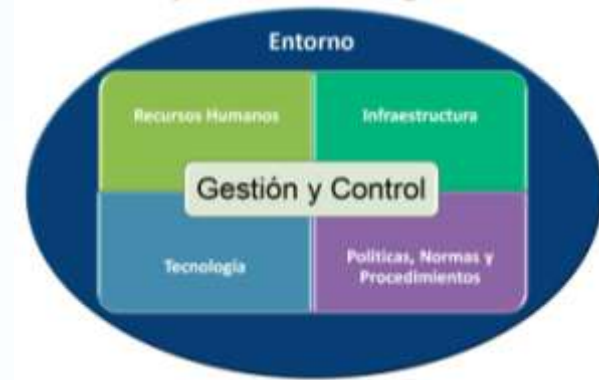 Entorno
Recursos Humanos
Infraestructura
Gestión y Control
Tecnología
Políticas, Normas y
Procedimientos